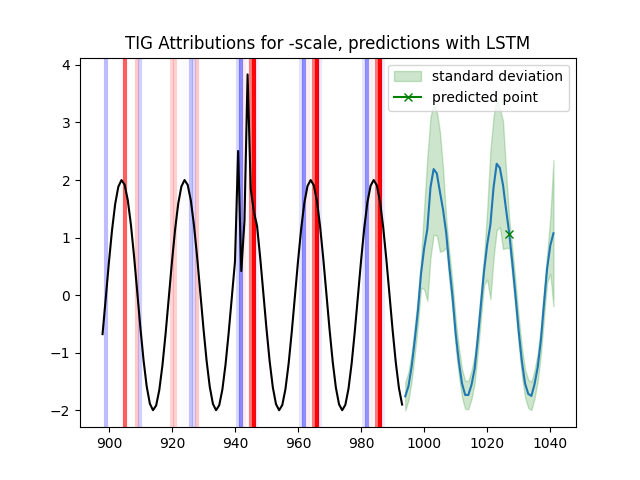 TIG Attributions for -scale, predictions with LSTM
standard deviation
predicted point
4
3
2
1
0
−1
−2
900 920 940 960 980 1000 1020 1040